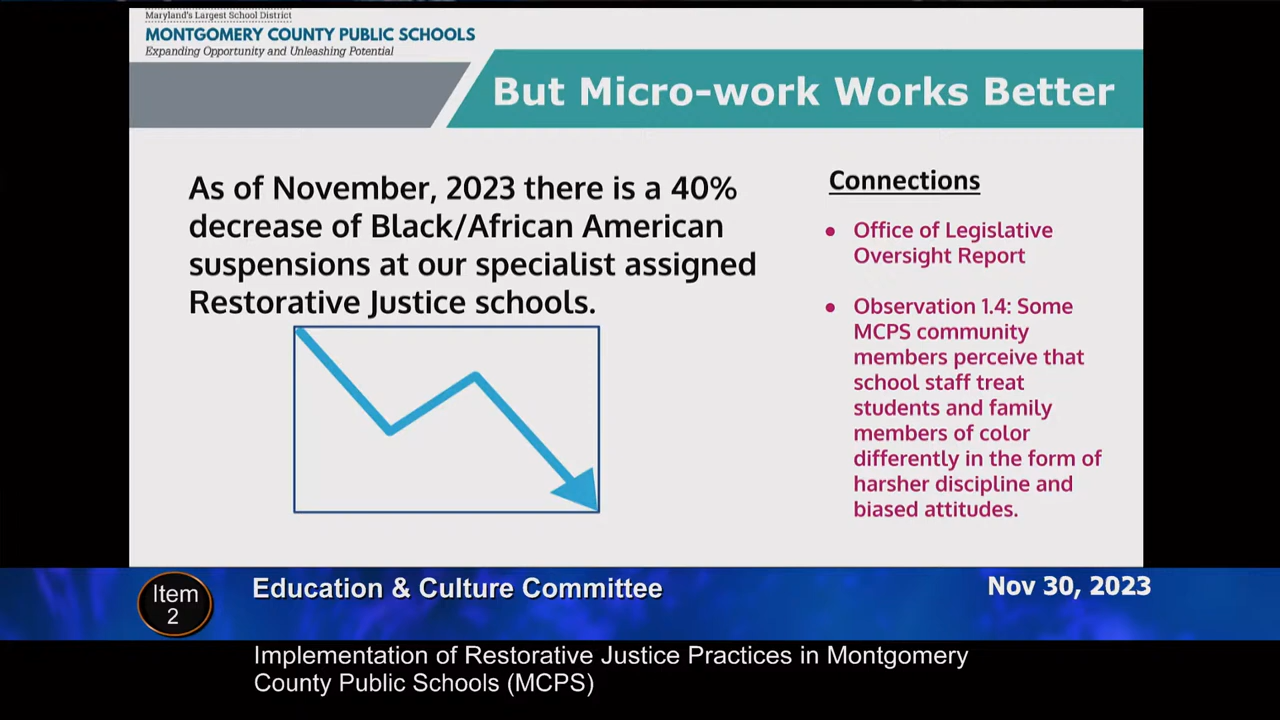 Maryland's Largest School District
MONTGOMERY COUNTY PUBLIC SCHOOLS
Expanding Opportunity and Unleashing Potential
But Micro-work Works Better
As of November, 2023 there is a 40%
decrease of Black/African American
suspensions at our specialist assigned
Restorative Justice schools.
Connections
● Office of Legislative
Oversight Report
● Observation 1.4: Some
MCPS community
members perceive that
school staff treat
students and family
members of color
differently in the form of
harsher discipline and
biased attitudes.
Item
2
Education & Culture Committee
Nov 30, 2023
Implementation of Restorative Justice Practices in Montgomery
County Public Schools (MCPS)